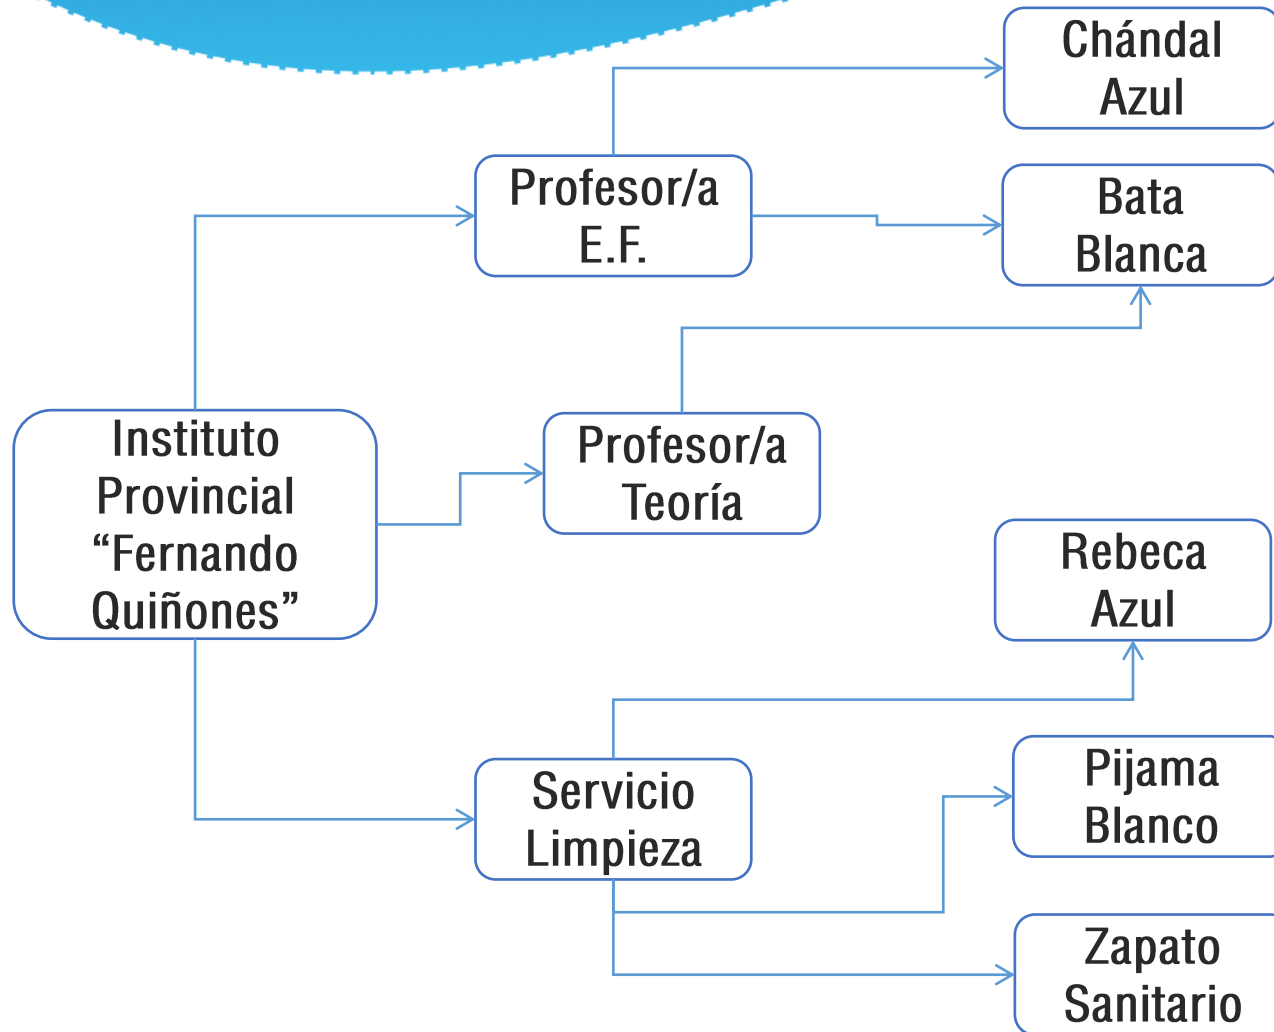 Chándal
Azul
Profesor/a
E.F.
Bata
Blanca
Instituto
Provincial
“Fernando
Quiñones”
Profesor/a
Teoría
Rebeca
Azul
Servicio
Limpieza
Pijama
Blanco
Zapato
Sanitario